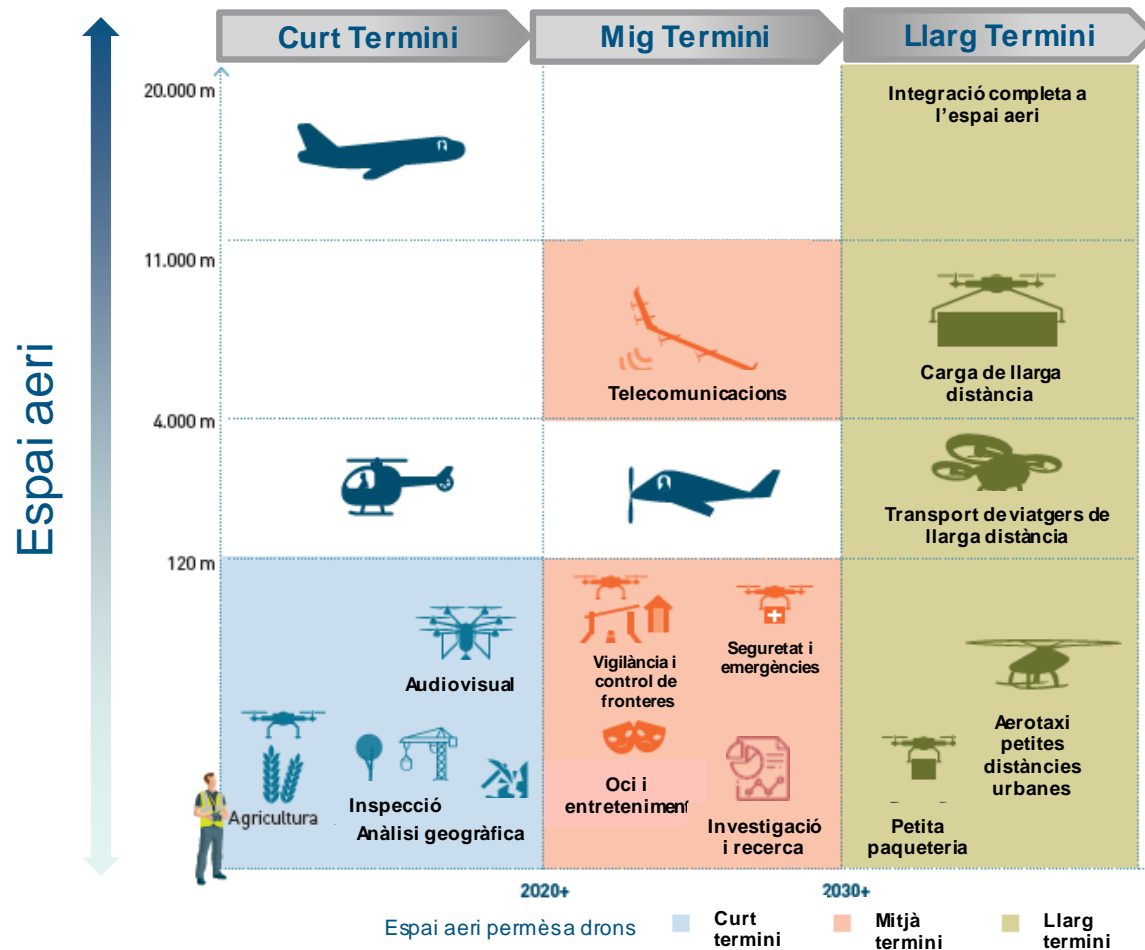 Curt Termini
Mig Termini
Llarg Termini
Espai aeri
20.000 m
Integració completa a
l'espai aeri
11.000 m
Telecomunicacions
Carga de llarga
distància
4.000 m
Transport de viatgers de
llarga distància
120 m
Audiovisual
Vigilància i
control de
fronteres
Seguretat i
emergències
Agricultura
Inspecció
Anàlisi geogràfica
Oci i
entreteniment
Investigació
i recerca
Aerotaxi
petites
distàncies
urbanes
Petita
paqueteria
2020+
2030+
Espai aeri permès a drons
Curt
termini
Mitjà
termini
Llarg
termini